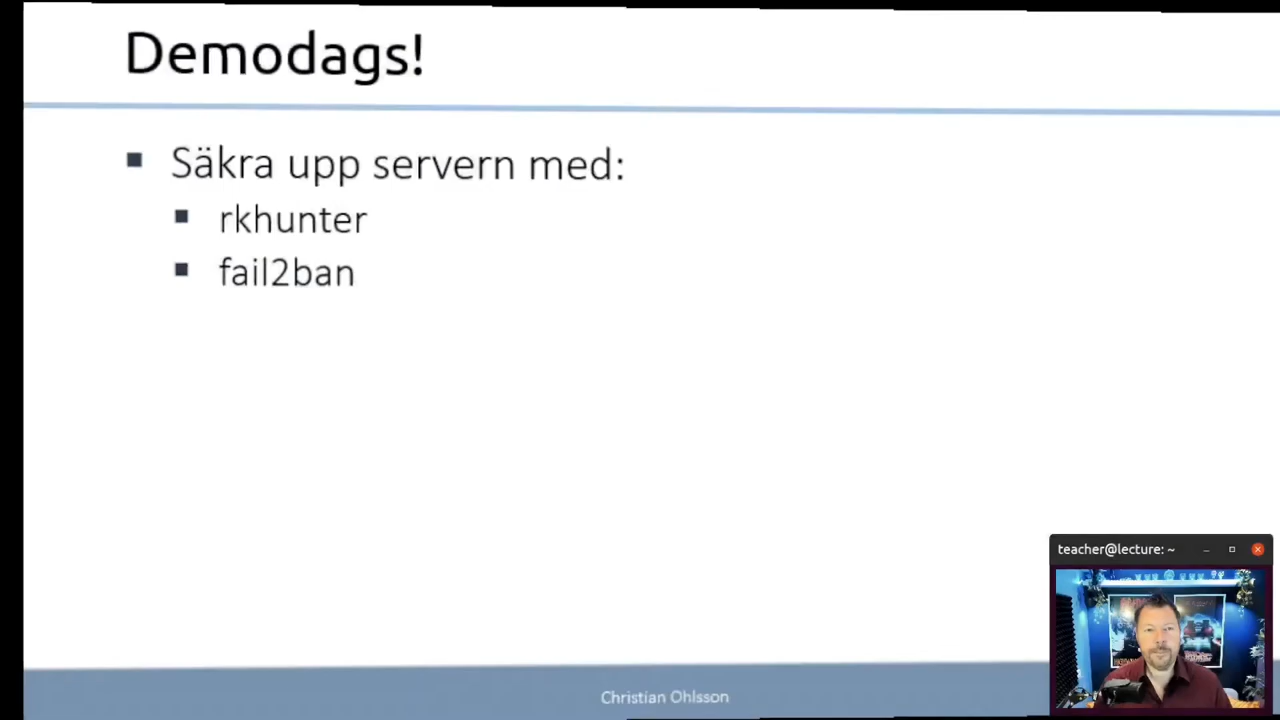 Demodags!
Säkra upp servern med:
rkhunter
fail2ban
teacher@lecture: ~
Christian Ohlsson